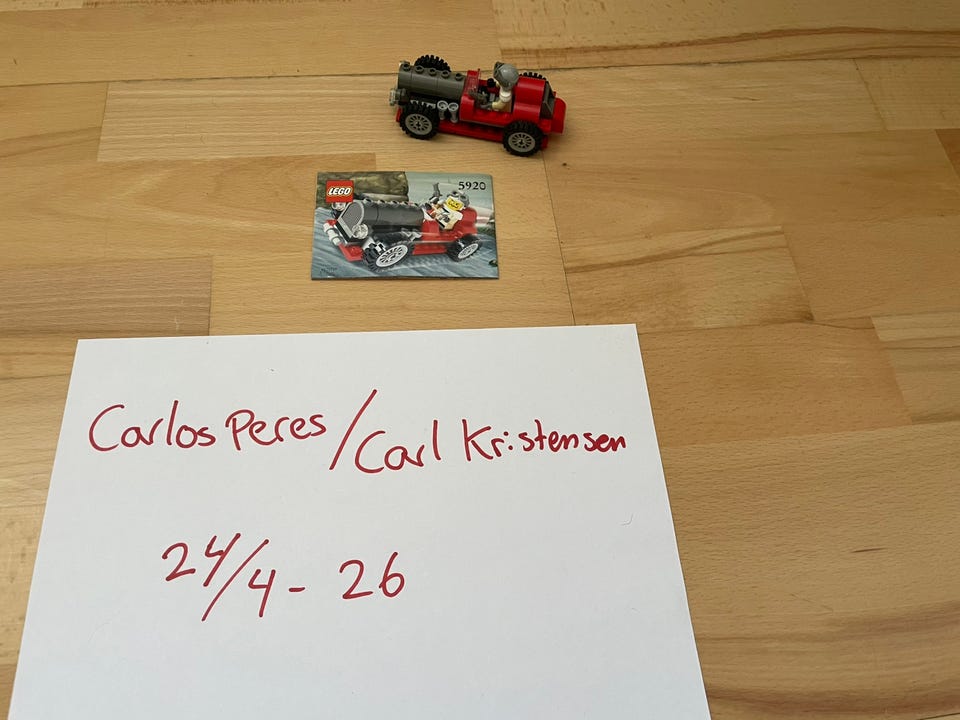 LEGO 5920
Carlos Peres / Carl Kristensen
24/4 - 26